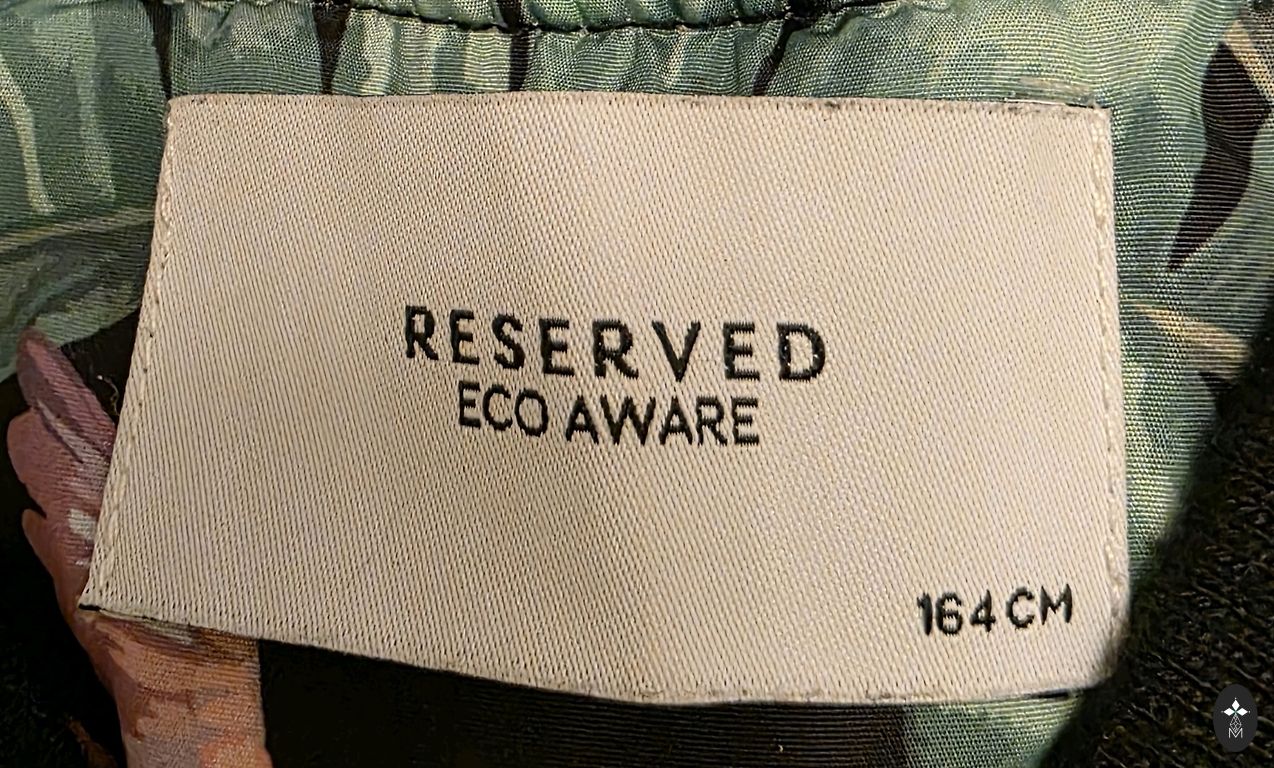 RESERVED
ECO AWARE
164 CM
M